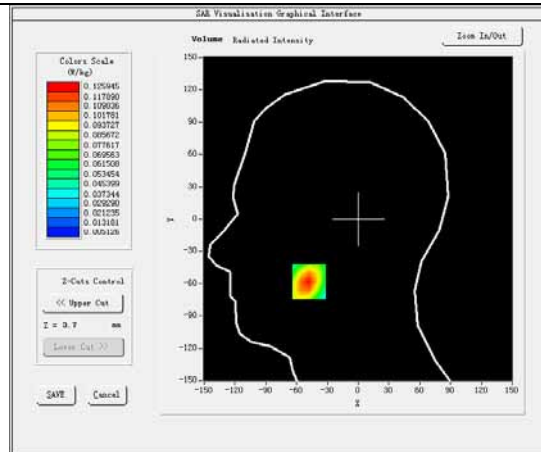 SAR Visualisation Graphical Interface
Volume Radiated Intensity
Zoom In/Out
Colors Scale
(W/kg)
0.125945
0.117890
0.109836
0.101781
0.093727
0.085672
0.077617
0.069563
0.061508
0.053454
0.045399
0.037344
0.029290
0.021235
0.013181
0.005126
Z-Cuts Control
<< Upper Cut
Z = 3.7 mm
Lower Cut >>
SAVE
Cancel
150
120
90
60
30
0
-30
-60
-90
-120
-150
Y
-150 -120 -90 -60 -30 0 30 60 90 120 150
X